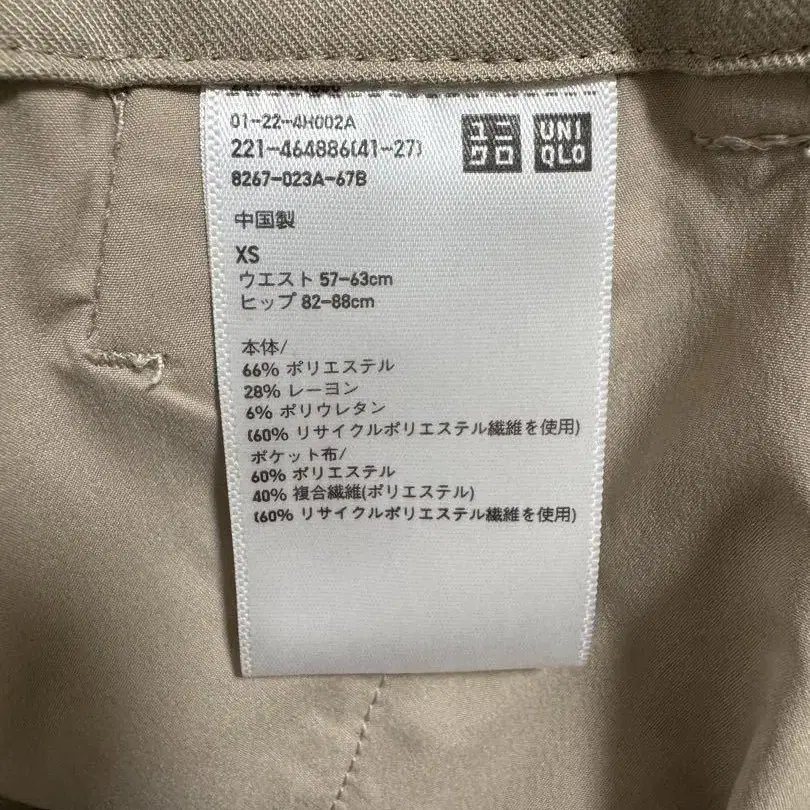 01-22-4H002A
221-464886(41-27)
8267-023A-67B
ユニ
クロ
UNI
QLO
中国製
XS
ウエスト 57-63cm
ヒップ 82-88cm
本体/
66% ポリエステル
28% レーヨン
6% ポリウレタン
(60% リサイクルポリエステル繊維を使用)
ポケット布/
60% ポリエステル
40% 複合繊維(ポリエステル)
(60% リサイクルポリエステル繊維を使用)